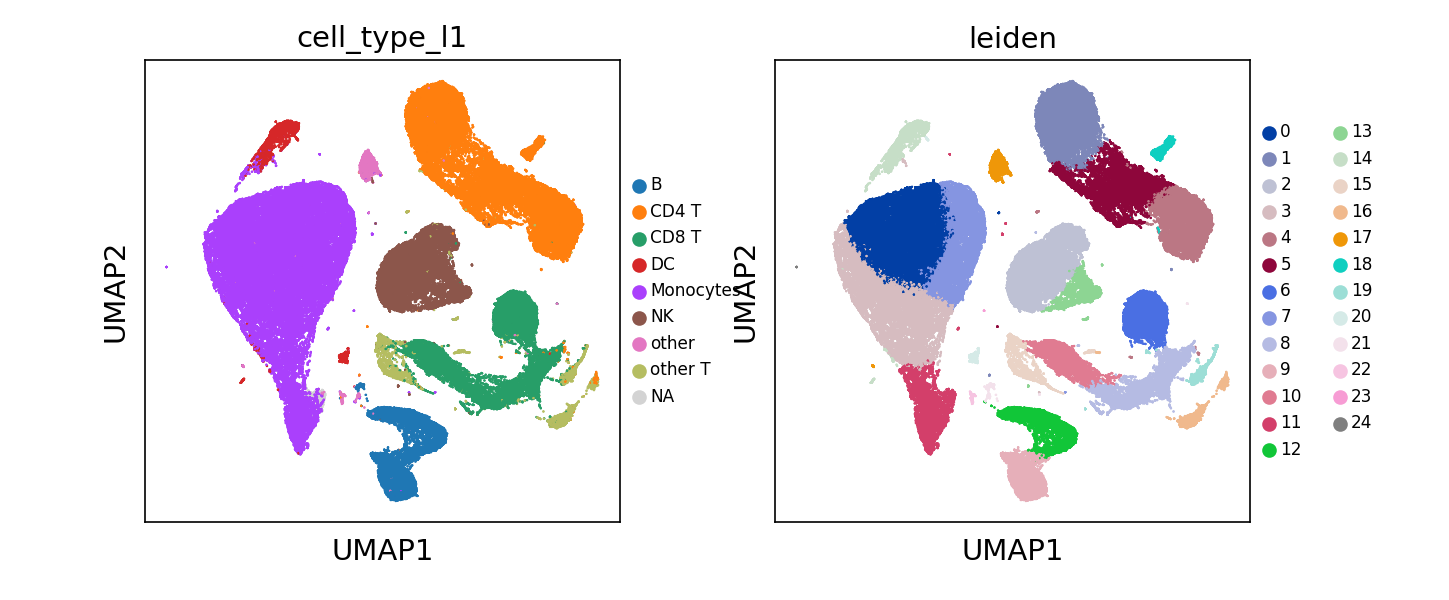 cell_type_l1
UMAP2
UMAP1
B
CD4 T
CD8 T
DC
Monocytes
NK
other
other T
NA
leiden
UMAP2
UMAP1
0
1
2
3
4
5
6
7
8
9
10
11
12
13
14
15
16
17
18
19
20
21
22
23
24